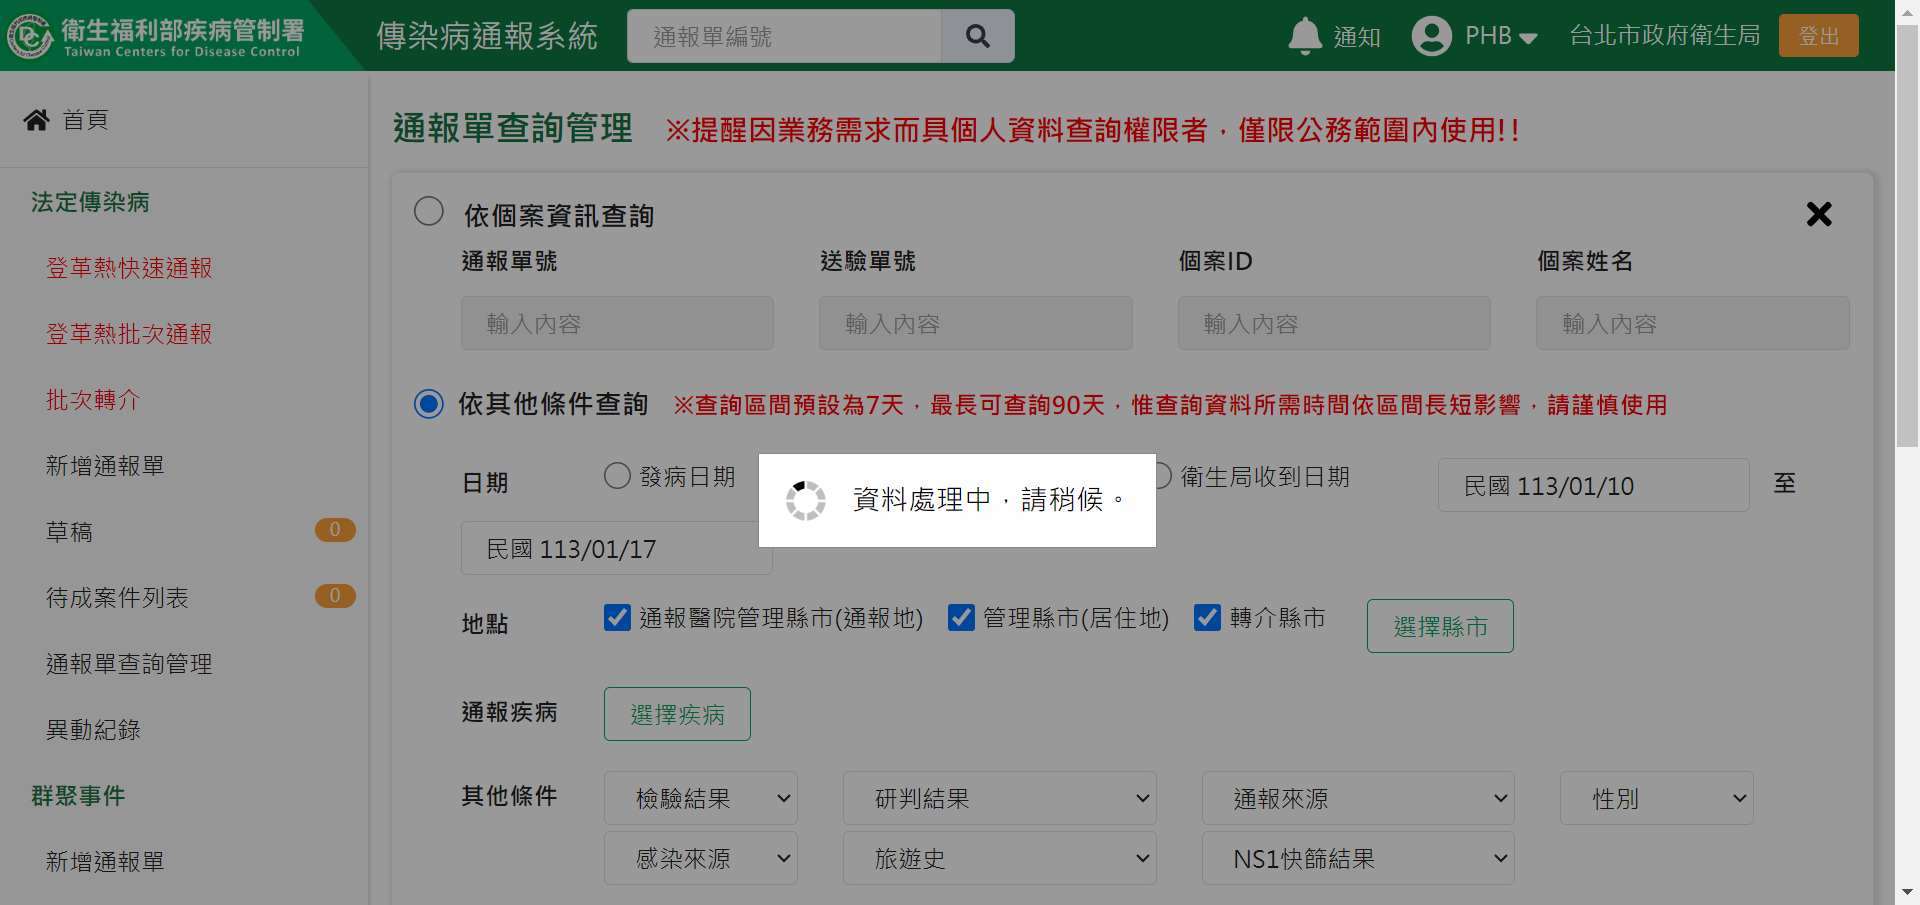 衛生福利部疾病管制署
Taiwan Centers for Disease Control
傳染病通報系統
通報單編號
通知
PHB
台北市政府衛生局
登出
首頁
法定傳染病
登革熱快速通報
登革熱批次通報
批次轉介
新增通報單
草稿 0
待成案件列表 0
通報單查詢管理
異動紀錄
群聚事件
新增通報單
通報單查詢管理 ※提醒因業務需求而具個人資料查詢權限者，僅限公務範圍內使用!!
依個案資訊查詢
通報單號 送驗單號 個案ID 個案姓名
輸入內容 輸入內容 輸入內容 輸入內容
依其他條件查詢 ※查詢區間預設為7天，最長可查詢90天，惟查詢資料所需時間依區間長短影響，請謹慎使用
日期 發病日期 衛生局收到日期 民國 113/01/10 至
資料處理中，請稍候。
民國 113/01/17
地點 通報醫院管理縣市(通報地) 管理縣市(居住地) 轉介縣市 選擇縣市
通報疾病 選擇疾病
其他條件 檢驗結果 研判結果 通報來源 性別
感染來源 旅遊史 NS1快篩結果